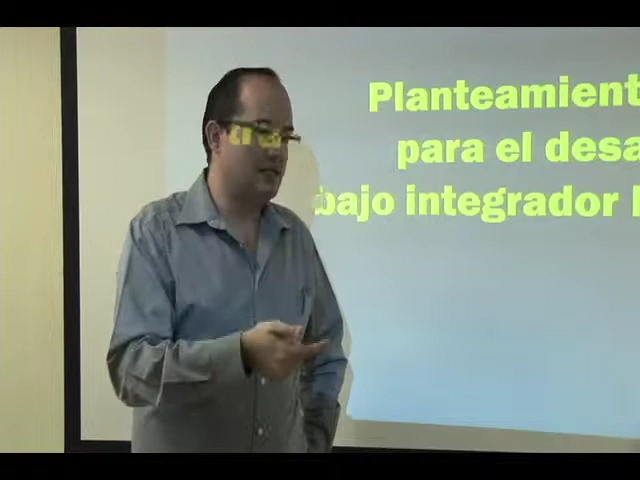 Planteamient
para el desa
bajo integrador